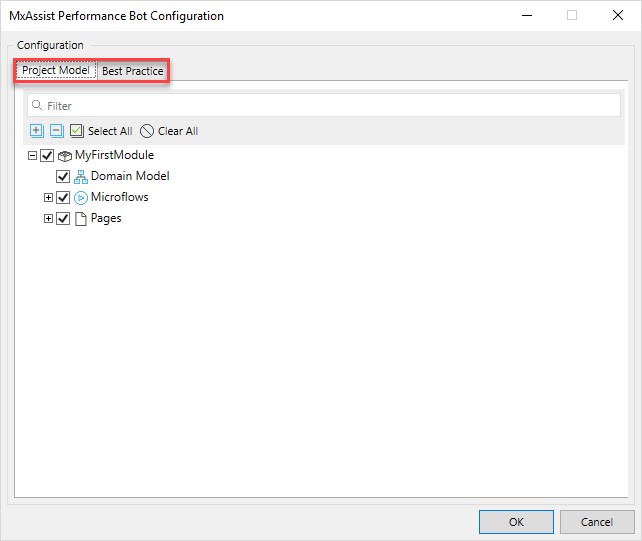 MxAssist Performance Bot Configuration
Configuration
Project Model Best Practice
Filter
Select All Clear All
MyFirstModule
Domain Model
Microflows
Pages
OK Cancel